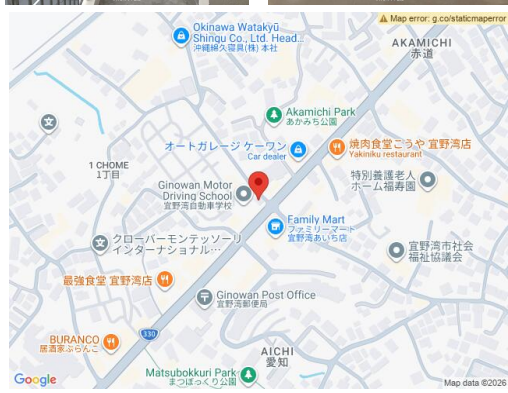 Map error: g.co/staticmaperror
Okinawa Watakyū
Shingu Co., Ltd. Head...
沖縄綿久寝具(株) 本社
AKAMICHI
赤道
Akamichi Park
あかみち公園
オートガレージ ケーワン
Car dealer
焼肉食堂こうや 宜野湾店
Yakiniku restaurant
1 CHOME
1丁目
特別養護老人
ホーム福寿園
Ginowan Motor
Driving School
宜野湾自動車学校
Family Mart
ファミリーマート
宜野湾あいち店
クローバーモンテッソーリ
インターナショナル…
宜野湾市社会
福祉協議会
最強食堂 宜野湾店
Ginowan Post Office
宜野湾郵便局
330
BURANCO
居酒家ぶらんこ
AICHI
愛知
Matsubokkuri Park
まつぼっくり公園
Google
Map data ©2026